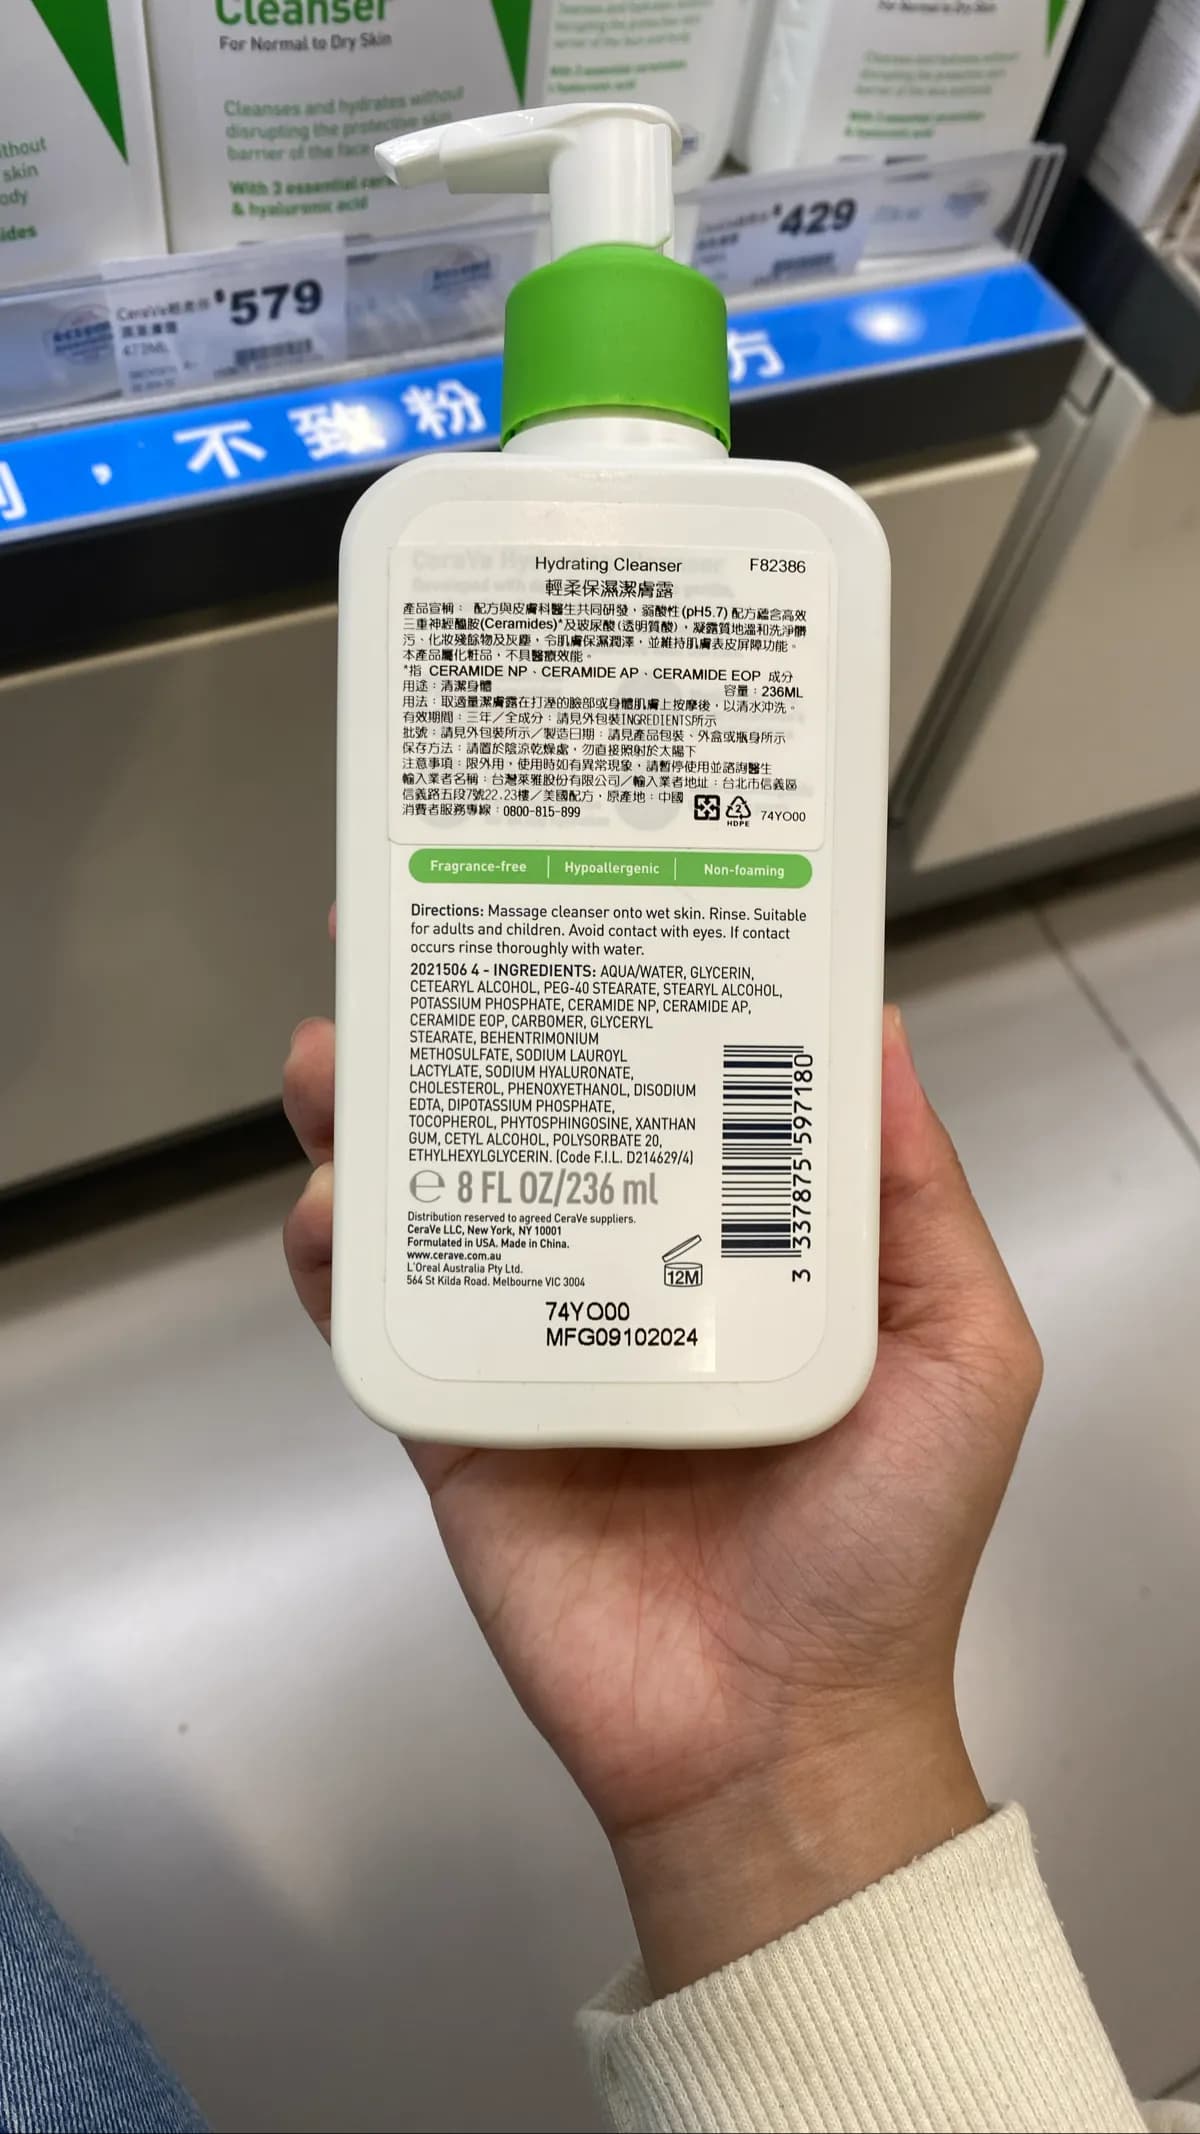 Cleanser
For Normal to Dry Skin
Cleanses and hydrates without
disrupting the protective skin
barrier of the face
With 3 essential
& hyaluronic acid
thout
skin
ody
ides
For Normal to Dry Skin
$429
CeraVe
$579
473ML
，不致粉
方
Hydrating Cleanser F82386
輕柔保濕潔膚露
產品宣稱： 配方與皮膚科醫生共同研發，弱酸性(pH5.7)配方蘊含高效
三重神經醯胺(Ceramides)*及玻尿酸(透明質酸)，凝露質地溫和洗淨髒
污、化妝殘餘物及灰塵，令肌膚保濕潤澤，並維持肌膚表皮屏障功能。
本產品屬化粧品，不具醫療效能。
*指 CERAMIDE NP、CERAMIDE AP、CERAMIDE EOP 成分
用途：清潔身體 容量：236ML
用法：取適量潔膚露在打溼的臉部或身體肌膚上按摩後，以清水沖洗。
有效期間：三年／全成分：請見外包裝INGREDIENTS所示
批號：請見外包裝所示／製造日期：請見產品包裝、外盒或瓶身所示
保存方法：請置於陰涼乾燥處，勿直接照射於太陽下
注意事項：限外用，使用時如有異常現象，請暫停使用並諮詢醫生
輸入業者名稱：台灣萊雅股份有限公司／輸入業者地址：台北市信義區
信義路五段7號22.23樓／美國配方，原產地：中國
消費者服務專線：0800-815-899
2
HDPE
74YO00
Fragrance-free | Hypoallergenic | Non-foaming
Directions: Massage cleanser onto wet skin. Rinse. Suitable
for adults and children. Avoid contact with eyes. If contact
occurs rinse thoroughly with water.
2021506 4 - INGREDIENTS: AQUA/WATER, GLYCERIN,
CETEARYL ALCOHOL, PEG-40 STEARATE, STEARYL ALCOHOL,
POTASSIUM PHOSPHATE, CERAMIDE NP, CERAMIDE AP,
CERAMIDE EOP, CARBOMER, GLYCERYL
STEARATE, BEHENTRIMONIUM
METHOSULFATE, SODIUM LAUROYL
LACTYLATE, SODIUM HYALURONATE,
CHOLESTEROL, PHENOXYETHANOL, DISODIUM
EDTA, DIPOTASSIUM PHOSPHATE,
TOCOPHEROL, PHYTOSPHINGOSINE, XANTHAN
GUM, CETYL ALCOHOL, POLYSORBATE 20,
ETHYLHEXYLGLYCERIN. (Code F.I.L. D214629/4)
℮ 8 FL OZ/236 ml
Distribution reserved to agreed CeraVe suppliers.
CeraVe LLC, New York, NY 10001
Formulated in USA. Made in China.
www.cerave.com.au
L'Oreal Australia Pty Ltd.
564 St Kilda Road. Melbourne VIC 3004
12M
3 337875 597180
74YO00
MFG09102024